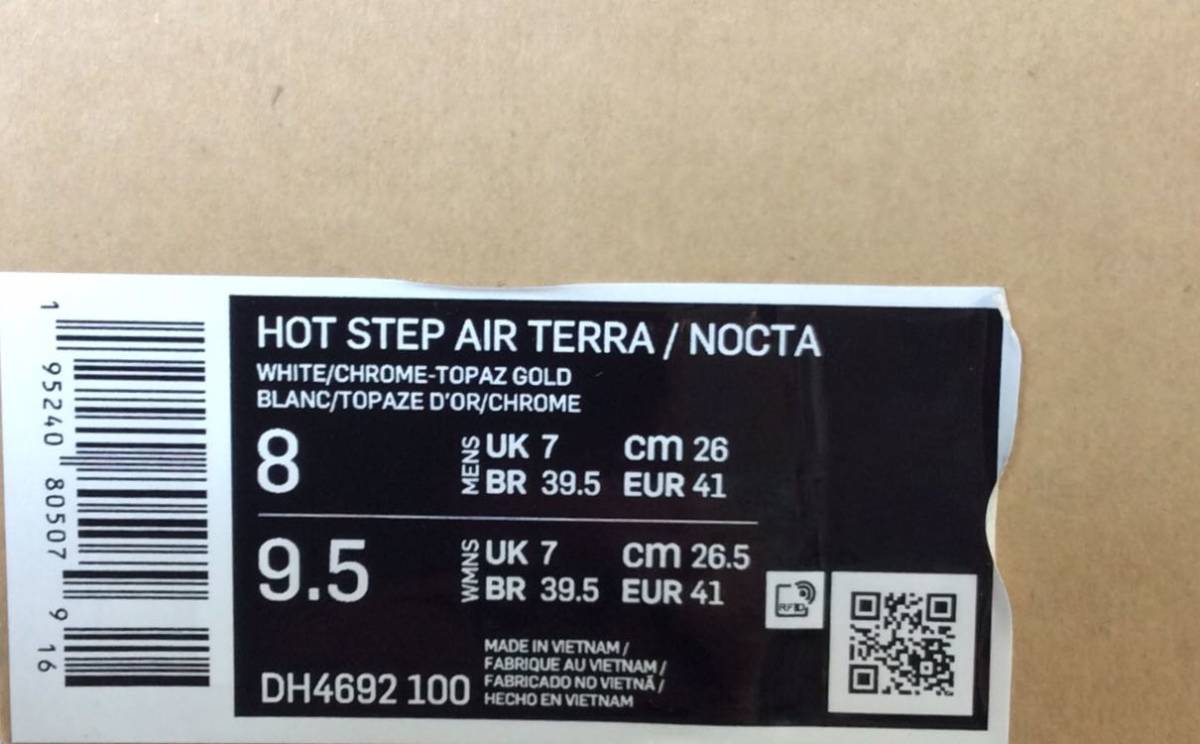 1 95240 80507 9 16
HOT STEP AIR TERRA / NOCTA
WHITE/CHROME-TOPAZ GOLD
BLANC/TOPAZE D'OR/CHROME
8 MENS UK 7 cm 26
BR 39.5 EUR 41
9.5 WMNS UK 7 cm 26.5
BR 39.5 EUR 41
RFID
MADE IN VIETNAM /
FABRIQUE AU VIETNAM /
FABRICADO NO VIETNÃ /
HECHO EN VIETNAM
DH4692 100